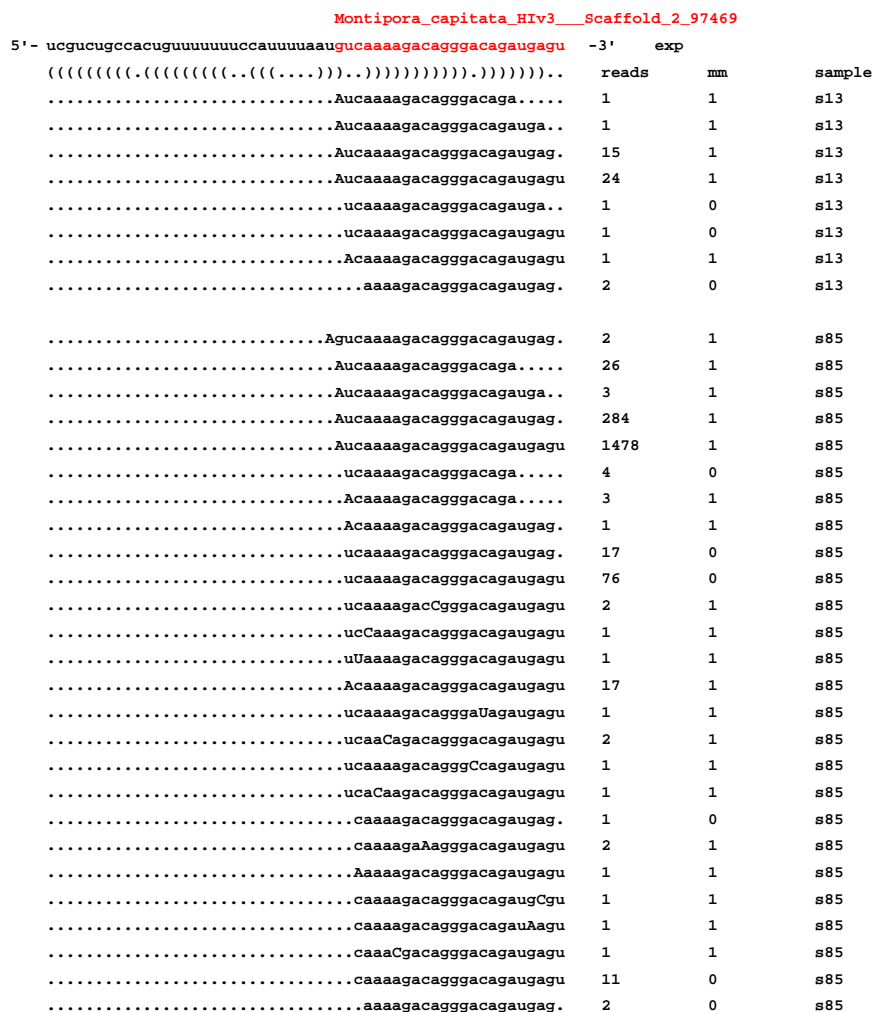 Montipora_capitata_HIv3___Scaffold_2_97469
5'- ucgucugccacuguuuuuuuccauuuuaaugucaaaagacagggacagaugagu -3' exp
(((((((((.(((((((((..(((....)))..))))))))))).))))))).. reads mm sample
..............................Aucaaaagacagggacaga..... 1 1 s13
..............................Aucaaaagacagggacagauga.. 1 1 s13
..............................Aucaaaagacagggacagaugag. 15 1 s13
..............................Aucaaaagacagggacagaugagu 24 1 s13
...............................ucaaaagacagggacagauga.. 1 0 s13
...............................ucaaaagacagggacagaugagu 1 0 s13
...............................Acaaaagacagggacagaugagu 1 1 s13
.................................aaaagacagggacagaugag. 2 0 s13
.............................Agucaaaagacagggacagaugag. 2 1 s85
..............................Aucaaaagacagggacaga..... 26 1 s85
..............................Aucaaaagacagggacagauga.. 3 1 s85
..............................Aucaaaagacagggacagaugag. 284 1 s85
..............................Aucaaaagacagggacagaugagu 1478 1 s85
...............................ucaaaagacagggacaga..... 4 0 s85
...............................Acaaaagacagggacaga..... 3 1 s85
...............................Acaaaagacagggacagaugag. 1 1 s85
...............................ucaaaagacagggacagaugag. 17 0 s85
...............................ucaaaagacagggacagaugagu 76 0 s85
...............................ucaaaagacCgggacagaugagu 2 1 s85
...............................ucCaaagacagggacagaugagu 1 1 s85
...............................uUaaaagacagggacagaugagu 1 1 s85
...............................Acaaaagacagggacagaugagu 17 1 s85
...............................ucaaaagacagggaUagaugagu 1 1 s85
...............................ucaaCagacagggacagaugagu 2 1 s85
...............................ucaaaagacagggCcagaugagu 1 1 s85
...............................ucaCaagacagggacagaugagu 1 1 s85
................................caaaagacagggacagaugag. 1 0 s85
................................caaaagaAagggacagaugagu 2 1 s85
................................Aaaaagacagggacagaugagu 1 1 s85
................................caaaagacagggacagaugCgu 1 1 s85
................................caaaagacagggacagauAagu 1 1 s85
................................caaaCgacagggacagaugagu 1 1 s85
................................caaaagacagggacagaugagu 11 0 s85
.................................aaaagacagggacagaugag. 2 0 s85